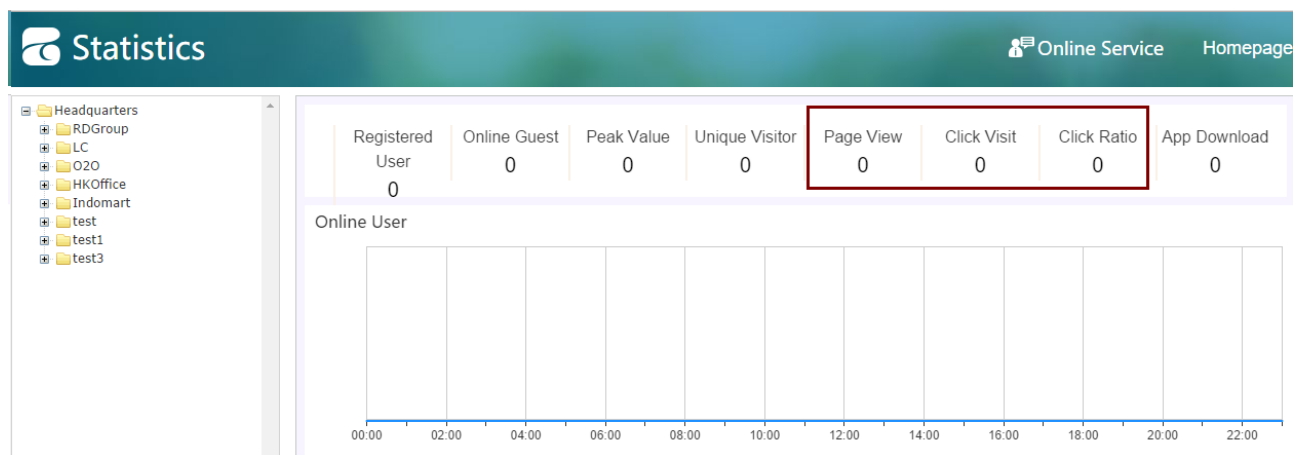 Statistics
Online Service Homepage
Headquarters
RDGroup
LC
O2O
HKOffice
Indomart
test
test1
test3
Registered User
0
Online Guest
0
Peak Value
0
Unique Visitor
0
Page View
0
Click Visit
0
Click Ratio
0
App Download
0
Online User
00:00 02:00 04:00 06:00 08:00 10:00 12:00 14:00 16:00 18:00 20:00 22:00